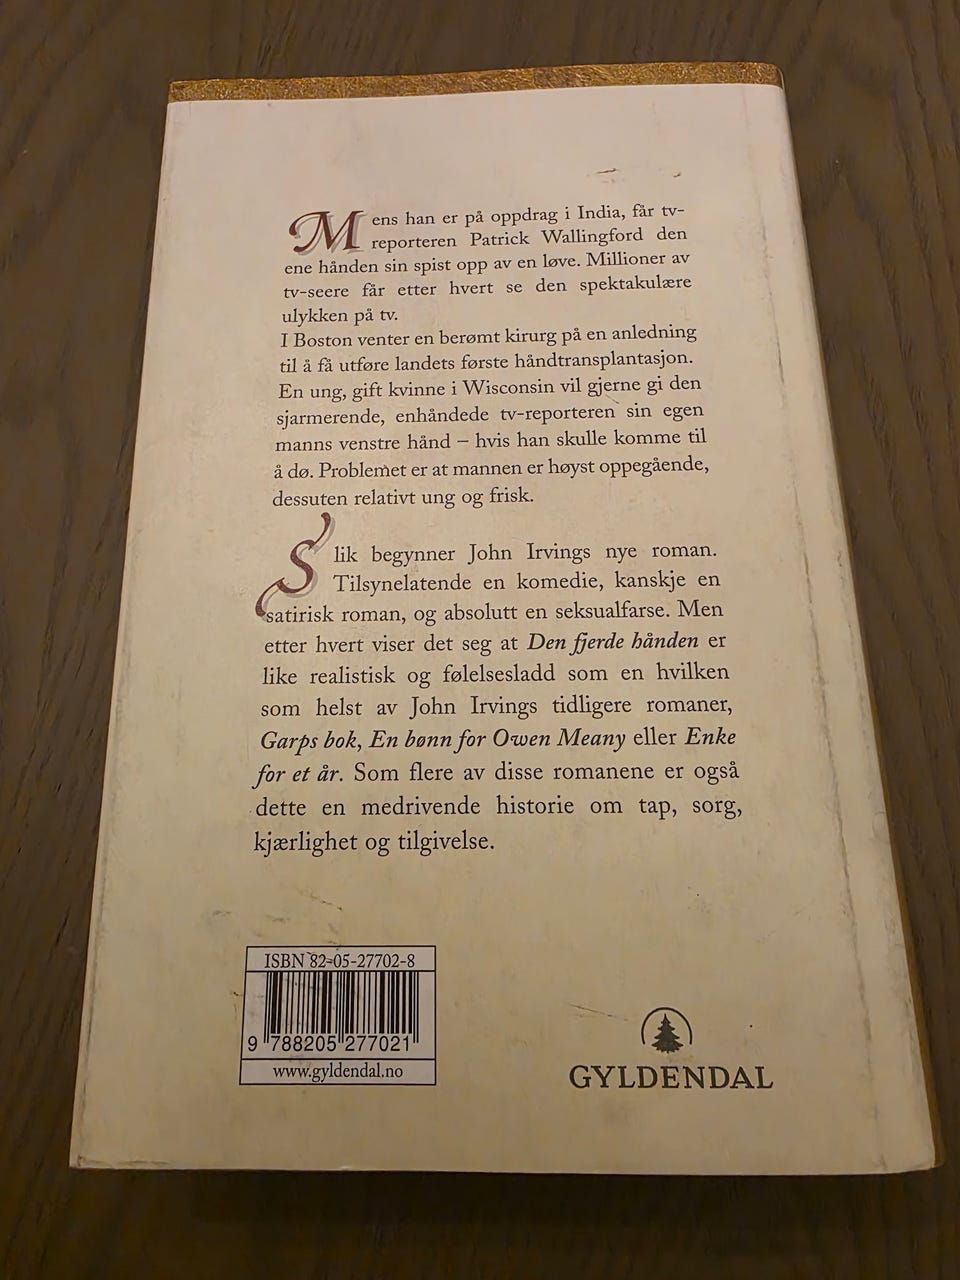 Mens han er på oppdrag i India, får tv-
reporteren Patrick Wallingford den
ene hånden sin spist opp av en løve. Millioner av
tv-seere får etter hvert se den spektakulære
ulykken på tv.
I Boston venter en berømt kirurg på en anledning
til å få utføre landets første håndtransplantasjon.
En ung, gift kvinne i Wisconsin vil gjerne gi den
sjarmerende, enhåndede tv-reporteren sin egen
manns venstre hånd – hvis han skulle komme til
å dø. Problemet er at mannen er høyst oppegående,
dessuten relativt ung og frisk.
Slik begynner John Irvings nye roman.
Tilsynelatende en komedie, kanskje en
satirisk roman, og absolutt en seksualfarse. Men
etter hvert viser det seg at Den fjerde hånden er
like realistisk og følelsesladd som en hvilken
som helst av John Irvings tidligere romaner,
Garps bok, En bønn for Owen Meany eller Enke
for et år. Som flere av disse romanene er også
dette en medrivende historie om tap, sorg,
kjærlighet og tilgivelse.
ISBN 82-05-27702-8
9 788205 277021
www.gyldendal.no
GYLDENDAL